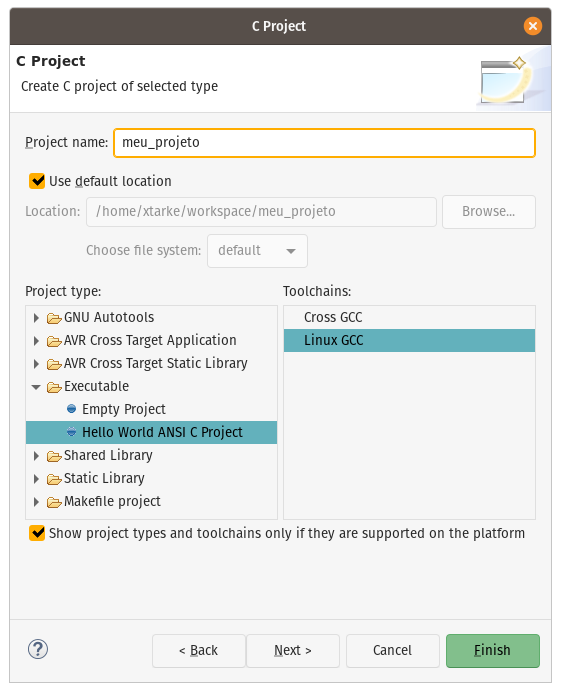 C Project
C Project
Create C project of selected type
Project name: meu_projeto
Use default location
Location: /home/xtarke/workspace/meu_projeto Browse...
Choose file system: default
Project type: Toolchains:
GNU Autotools
AVR Cross Target Application
AVR Cross Target Static Library
Executable
Empty Project
Hello World ANSI C Project
Shared Library
Static Library
Makefile project
Cross GCC
Linux GCC
Show project types and toolchains only if they are supported on the platform
? < Back Next > Cancel Finish